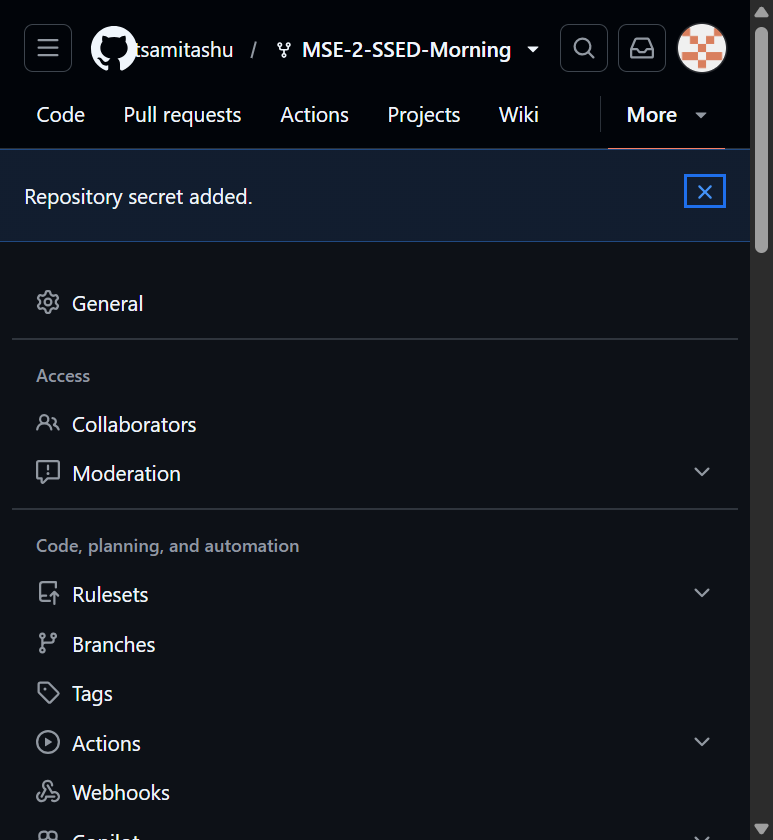 tsamitashu / MSE-2-SSED-Morning
Code Pull requests Actions Projects Wiki More
Repository secret added.
General
Access
Collaborators
Moderation
Code, planning, and automation
Rulesets
Branches
Tags
Actions
Webhooks
Copilot